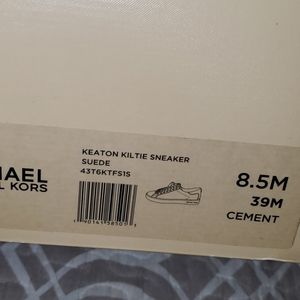 KEATON KILTIE SNEAKER
SUEDE
43T6KTFS1S
HAEL
L KORS
8.5M
39M
CEMENT